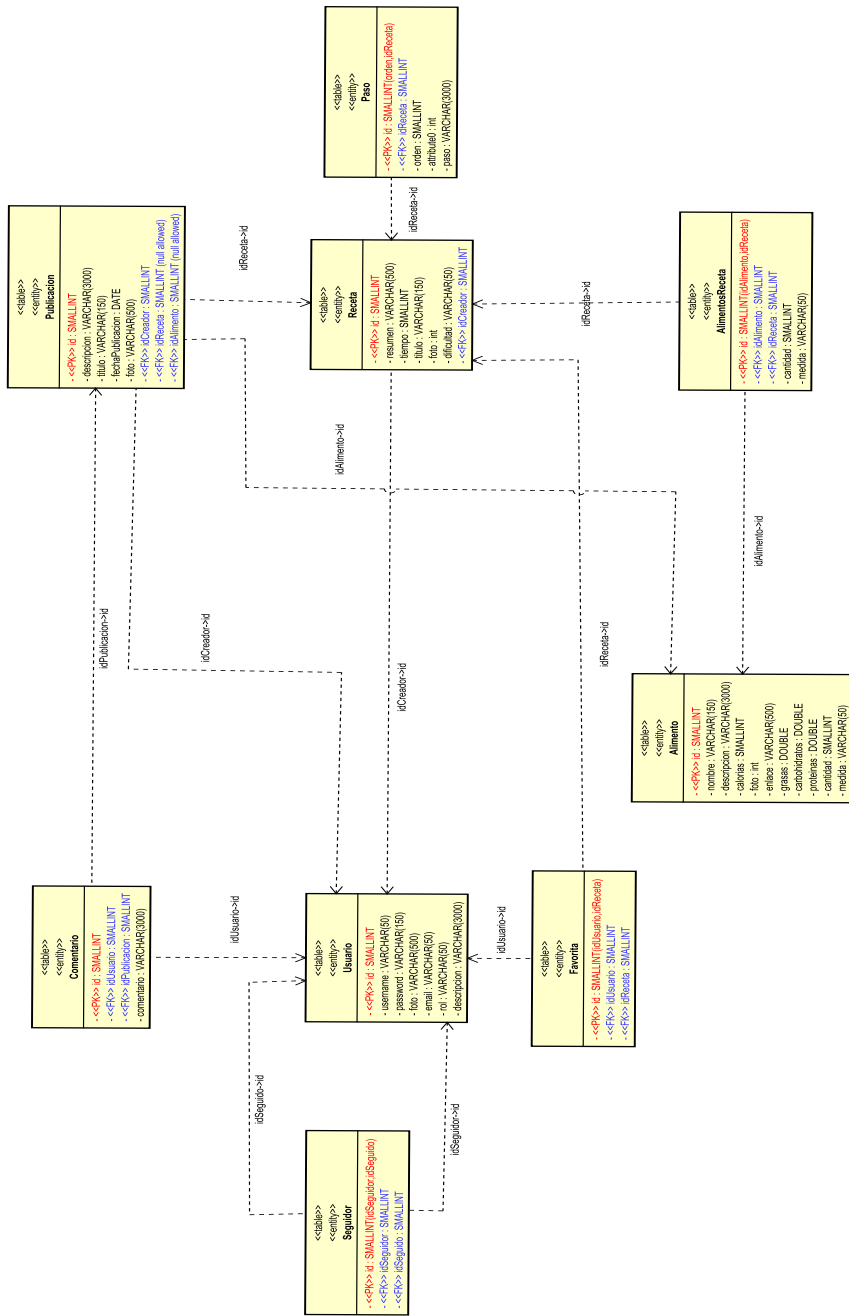 <<table>>
<<entity>>
Seguidor
- <<PK>> id : SMALLINT(idSeguidor,idSeguido)
- <<FK>> idSeguidor : SMALLINT
- <<FK>> idSeguido : SMALLINT
idSeguido->id
idSeguidor->id
<<table>>
<<entity>>
Comentario
- <<PK>> id : SMALLINT
- <<FK>> idUsuario : SMALLINT
- <<FK>> idPublicacion : SMALLINT
- comentario : VARCHAR(3000)
idUsuario->id
<<table>>
<<entity>>
Usuario
- <<PK>> id : SMALLINT
- username : VARCHAR(50)
- password : VARCHAR(150)
- foto : VARCHAR(500)
- email : VARCHAR(50)
- rol : VARCHAR(50)
- descripcion : VARCHAR(3000)
idUsuario->id
<<table>>
<<entity>>
Favorita
- <<PK>> id : SMALLINT(idUsuario,idReceta)
- <<FK>> idUsuario : SMALLINT
- <<FK>> idReceta : SMALLINT
idPublicacion->id
idCreador->id
idCreador->id
idReceta->id
<<table>>
<<entity>>
Alimento
- <<PK>> id : SMALLINT
- nombre : VARCHAR(150)
- descripcion : VARCHAR(3000)
- calorias : SMALLINT
- foto : int
- enlace : VARCHAR(500)
- grasas : DOUBLE
- carbohidratos : DOUBLE
- proteinas : DOUBLE
- cantidad : SMALLINT
- medida : VARCHAR(50)
idAlimento->id
idAlimento->id
<<table>>
<<entity>>
Publicacion
- <<PK>> id : SMALLINT
- descripcion : VARCHAR(3000)
- titulo : VARCHAR(150)
- fechaPublicacion : DATE
- foto : VARCHAR(500)
- <<FK>> idCreador : SMALLINT
- <<FK>> idReceta : SMALLINT (null allowed)
- <<FK>> idAlimento : SMALLINT (null allowed)
idReceta->id
<<table>>
<<entity>>
Receta
- <<PK>> id : SMALLINT
- resumen : VARCHAR(500)
- tiempo : SMALLINT
- titulo : VARCHAR(150)
- foto : int
- dificultad : VARCHAR(50)
- <<FK>> idCreador : SMALLINT
idReceta->id
<<table>>
<<entity>>
AlimentosReceta
- <<PK>> id : SMALLINT(idAlimento,idReceta)
- <<FK>> idAlimento : SMALLINT
- <<FK>> idReceta : SMALLINT
- cantidad : SMALLINT
- medida : VARCHAR(50)
idReceta->id
<<table>>
<<entity>>
Paso
- <<PK>> id : SMALLINT(orden,idReceta)
- <<FK>> idReceta : SMALLINT
- orden : SMALLINT
- attribute0 : int
- paso : VARCHAR(3000)